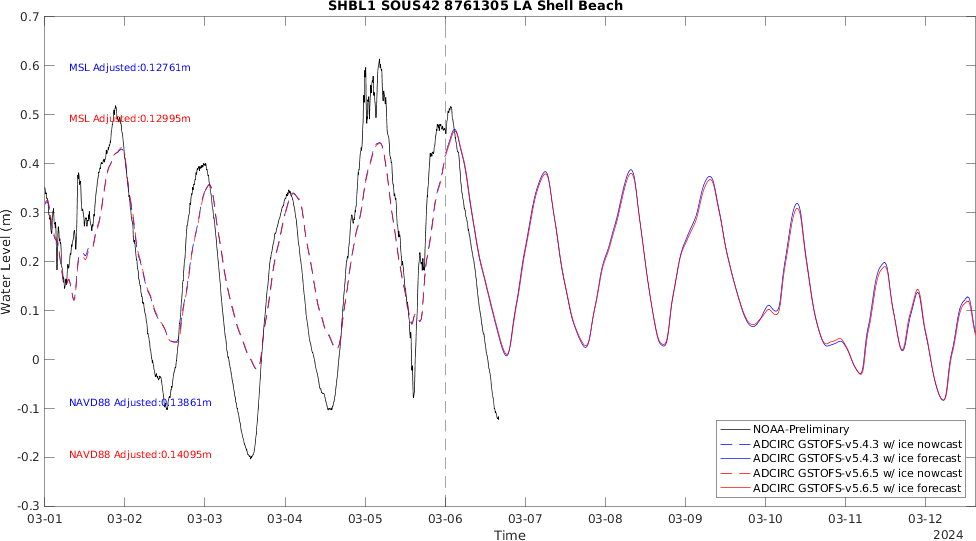 SHBL1 SOUS42 8761305 LA Shell Beach
Water Level (m)
0.7
0.6
0.5
0.4
0.3
0.2
0.1
0
-0.1
-0.2
-0.3
MSL Adjusted:0.12761m
MSL Adjusted:0.12995m
NAVD88 Adjusted:0.13861m
NAVD88 Adjusted:0.14095m
NOAA-Preliminary
ADCIRC GSTOFS-v5.4.3 w/ ice nowcast
ADCIRC GSTOFS-v5.4.3 w/ ice forecast
ADCIRC GSTOFS-v5.6.5 w/ ice nowcast
ADCIRC GSTOFS-v5.6.5 w/ ice forecast
03-01 03-02 03-03 03-04 03-05 03-06 03-07 03-08 03-09 03-10 03-11 03-12
Time
2024